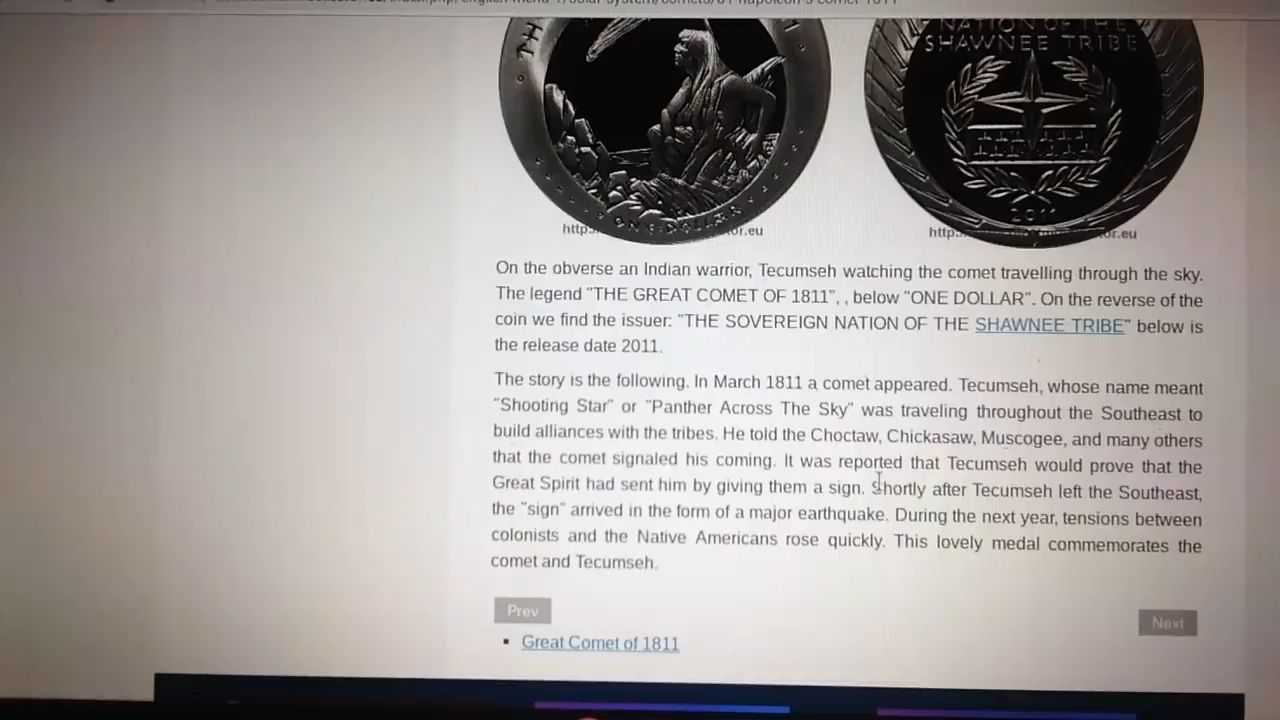 NATION OF THE
SHAWNEE TRIBE
2011
ONE DOLLAR
On the obverse an Indian warrior, Tecumseh watching the comet travelling through the sky.
The legend "THE GREAT COMET OF 1811", , below "ONE DOLLAR". On the reverse of the
coin we find the issuer: "THE SOVEREIGN NATION OF THE SHAWNEE TRIBE" below is
the release date 2011.
The story is the following. In March 1811 a comet appeared. Tecumseh, whose name meant
"Shooting Star" or "Panther Across The Sky" was traveling throughout the Southeast to
build alliances with the tribes. He told the Choctaw, Chickasaw, Muscogee, and many others
that the comet signaled his coming. It was reported that Tecumseh would prove that the
Great Spirit had sent him by giving them a sign. Shortly after Tecumseh left the Southeast,
the "sign" arrived in the form of a major earthquake. During the next year, tensions between
colonists and the Native Americans rose quickly. This lovely medal commemorates the
comet and Tecumseh.
Prev
Next
Great Comet of 1811